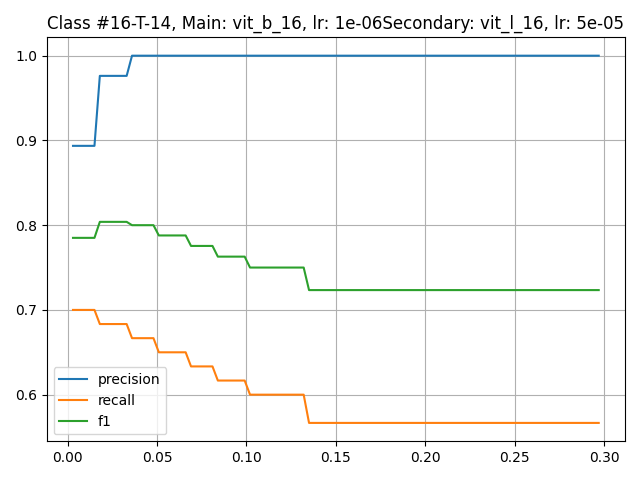 Class #16-T-14, Main: vit_b_16, lr: 1e-06Secondary: vit_l_16, lr: 5e-05
1.0
0.9
0.8
0.7
0.6
precision
recall
f1
0.00 0.05 0.10 0.15 0.20 0.25 0.30